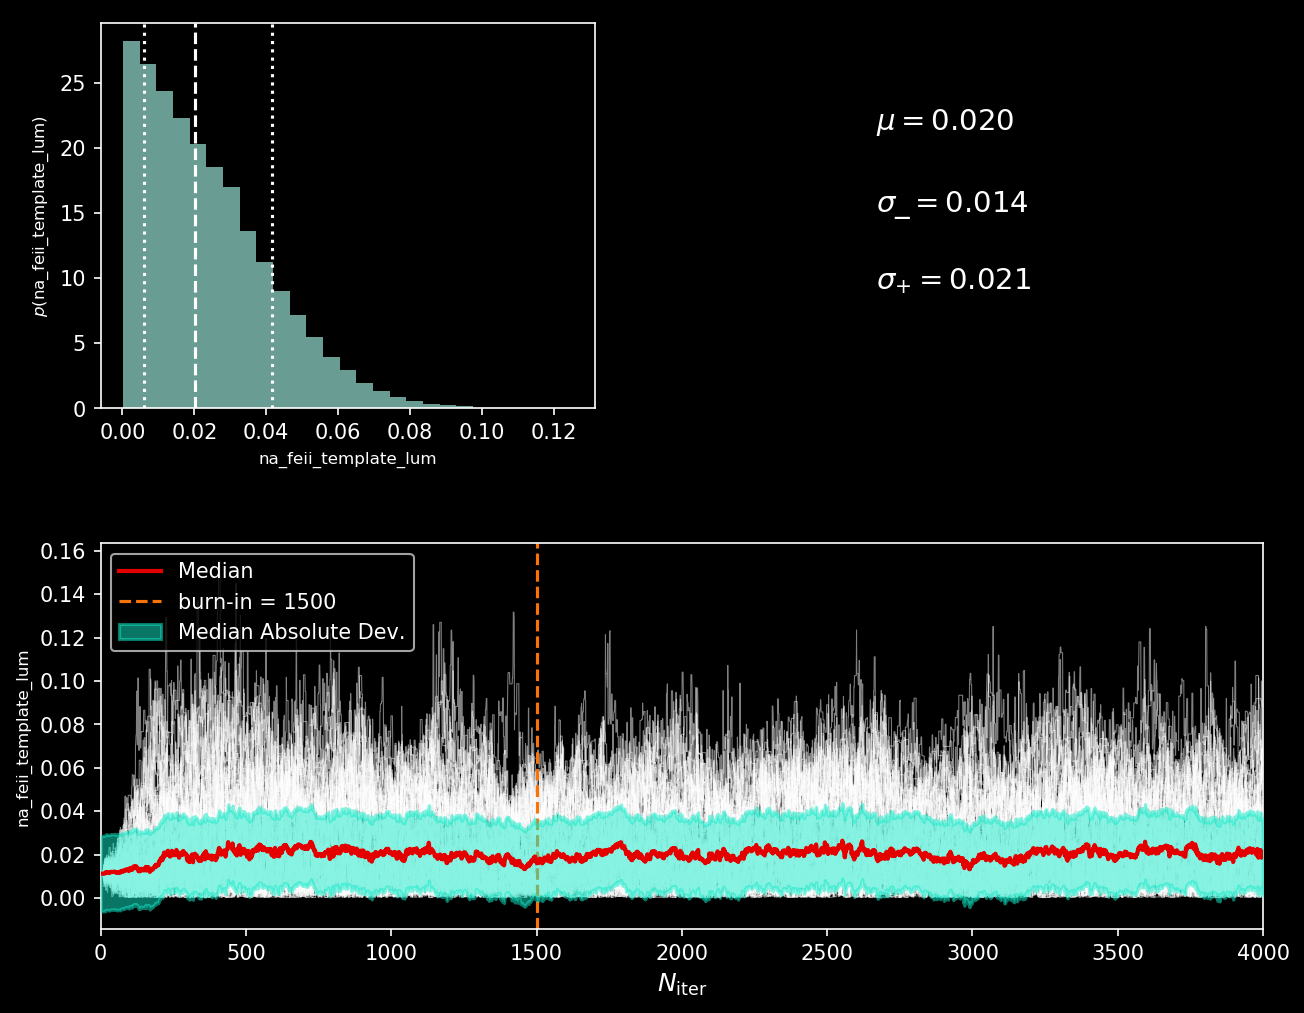 25
20
15
10
5
0
p(na_feii_template_lum)
0.00 0.02 0.04 0.06 0.08 0.10 0.12
na_feii_template_lum
μ = 0.020
σ_ = 0.014
σ+ = 0.021
0.16
0.14
0.12
0.10
0.08
0.06
0.04
0.02
0.00
na_feii_template_lum
Median
burn-in = 1500
Median Absolute Dev.
0 500 1000 1500 2000 2500 3000 3500 4000
Niter